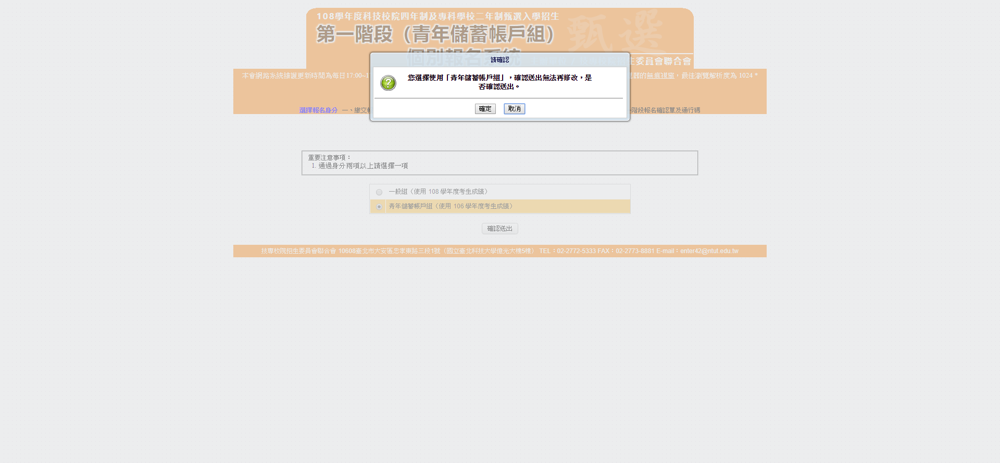 108學年度科技校院四年制及專科學校二年制甄選入學招生
第一階段（青年儲蓄帳戶組）
個別報名系統
甄選
主委員會聯合會
請確認
本會網路系統維護更新時間為每日17:00~1
器的無痕視窗，最佳瀏覽解析度為 1024 *
您選擇使用「青年儲蓄帳戶組」，確認送出無法再修改，是
否確認送出。
確定 取消
選擇報名身分 一、繳交
階段報名確認單及通行碼
重要注意事項：
1. 通過身分兩項以上請選擇一項
一般組（使用 108 學年度考生成績）
青年儲蓄帳戶組（使用 106 學年度考生成績）
確認送出
技專校院招生委員會聯合會 10608臺北市大安區忠孝東路三段1號（國立臺北科技大學億光大樓5樓） TEL：02-2772-5333 FAX：02-2773-8881 E-mail：enter42@ntut.edu.tw